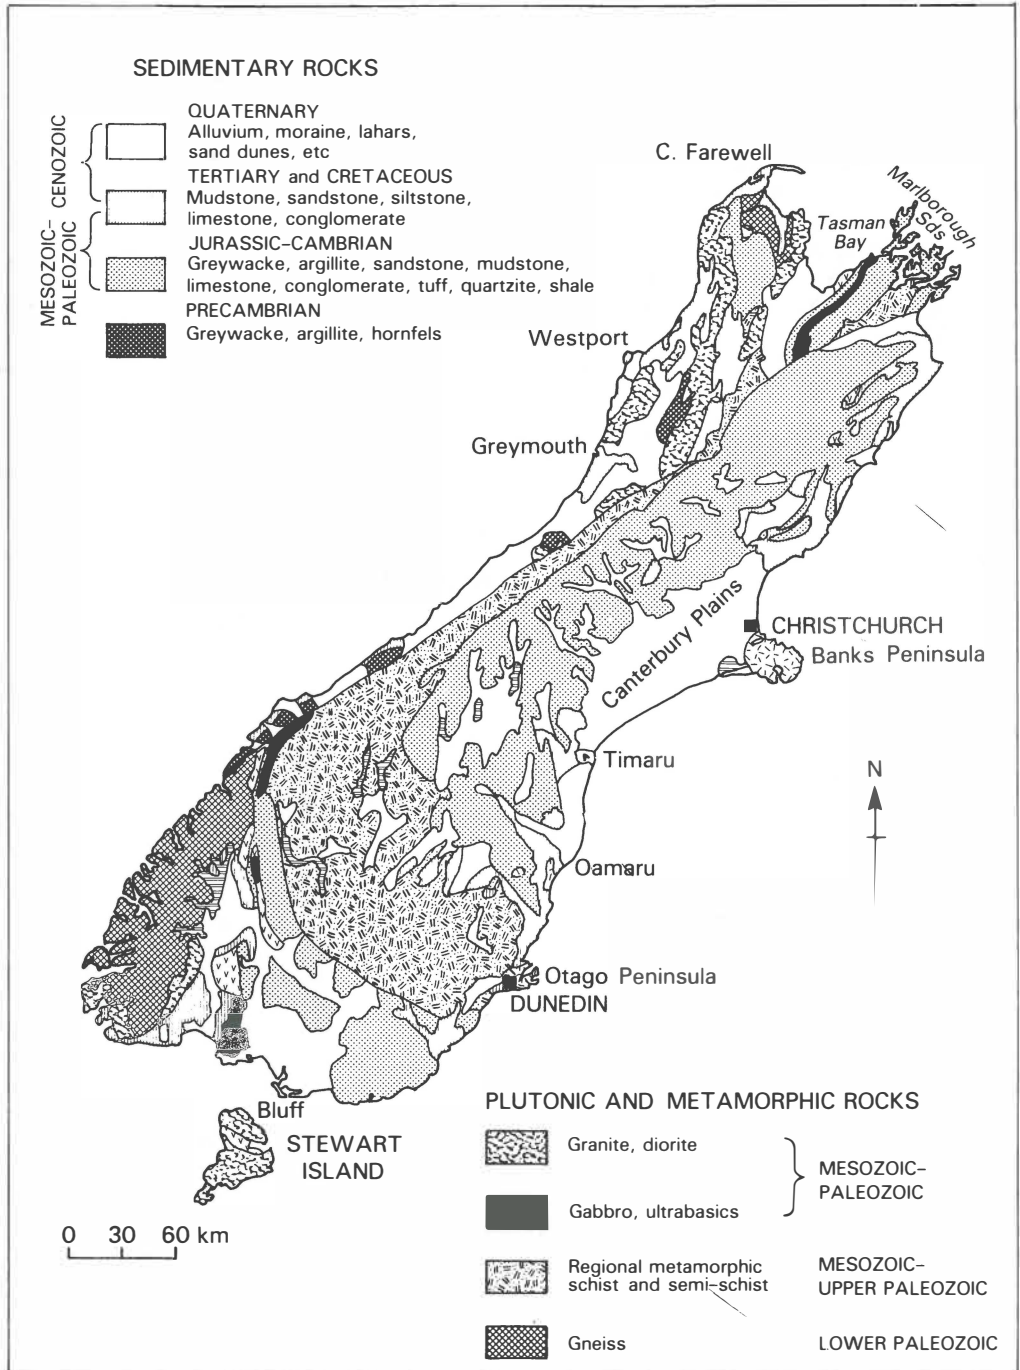 SEDIMENTARY ROCKS
CENOZOIC
MESOZOIC-
PALEOZOIC
QUATERNARY
Alluvium, moraine, lahars,
sand dunes, etc
TERTIARY and CRETACEOUS
Mudstone, sandstone, siltstone,
limestone, conglomerate
JURASSIC-CAMBRIAN
Greywacke, argillite, sandstone, mudstone,
limestone, conglomerate, tuff, quartzite, shale
PRECAMBRIAN
Greywacke, argillite, hornfels
C. Farewell
Marlborough
Sds
Tasman
Bay
Westport
Greymouth
Canterbury Plains
CHRISTCHURCH
Banks Peninsula
Timaru
N
Oamaru
Otago Peninsula
DUNEDIN
Bluff
STEWART
ISLAND
0 30 60 km
PLUTONIC AND METAMORPHIC ROCKS
Granite, diorite
MESOZOIC-
PALEOZOIC
Gabbro, ultrabasics
Regional metamorphic
schist and semi-schist
MESOZOIC-
UPPER PALEOZOIC
Gneiss
LOWER PALEOZOIC